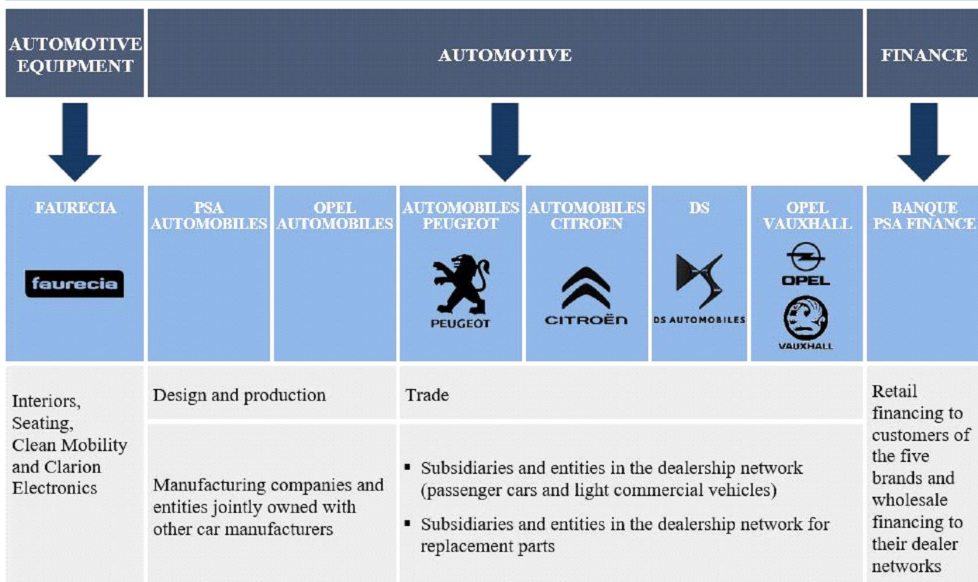 AUTOMOTIVE
EQUIPMENT
AUTOMOTIVE
FINANCE
FAURECIA
faurecia
PSA
AUTOMOBILES
OPEL
AUTOMOBILES
AUTOMOBILES
PEUGEOT
PEUGEOT
AUTOMOBILES
CITROEN
CITROËN
DS
DS AUTOMOBILES
OPEL
VAUXHALL
OPEL
VAUXHALL
BANQUE
PSA FINANCE
Interiors,
Seating,
Clean Mobility
and Clarion
Electronics
Design and production
Manufacturing companies and
entities jointly owned with
other car manufacturers
Trade
▪ Subsidiaries and entities in the dealership network
(passenger cars and light commercial vehicles)
▪ Subsidiaries and entities in the dealership network for
replacement parts
Retail
financing to
customers of
the five
brands and
wholesale
financing to
their dealer
networks